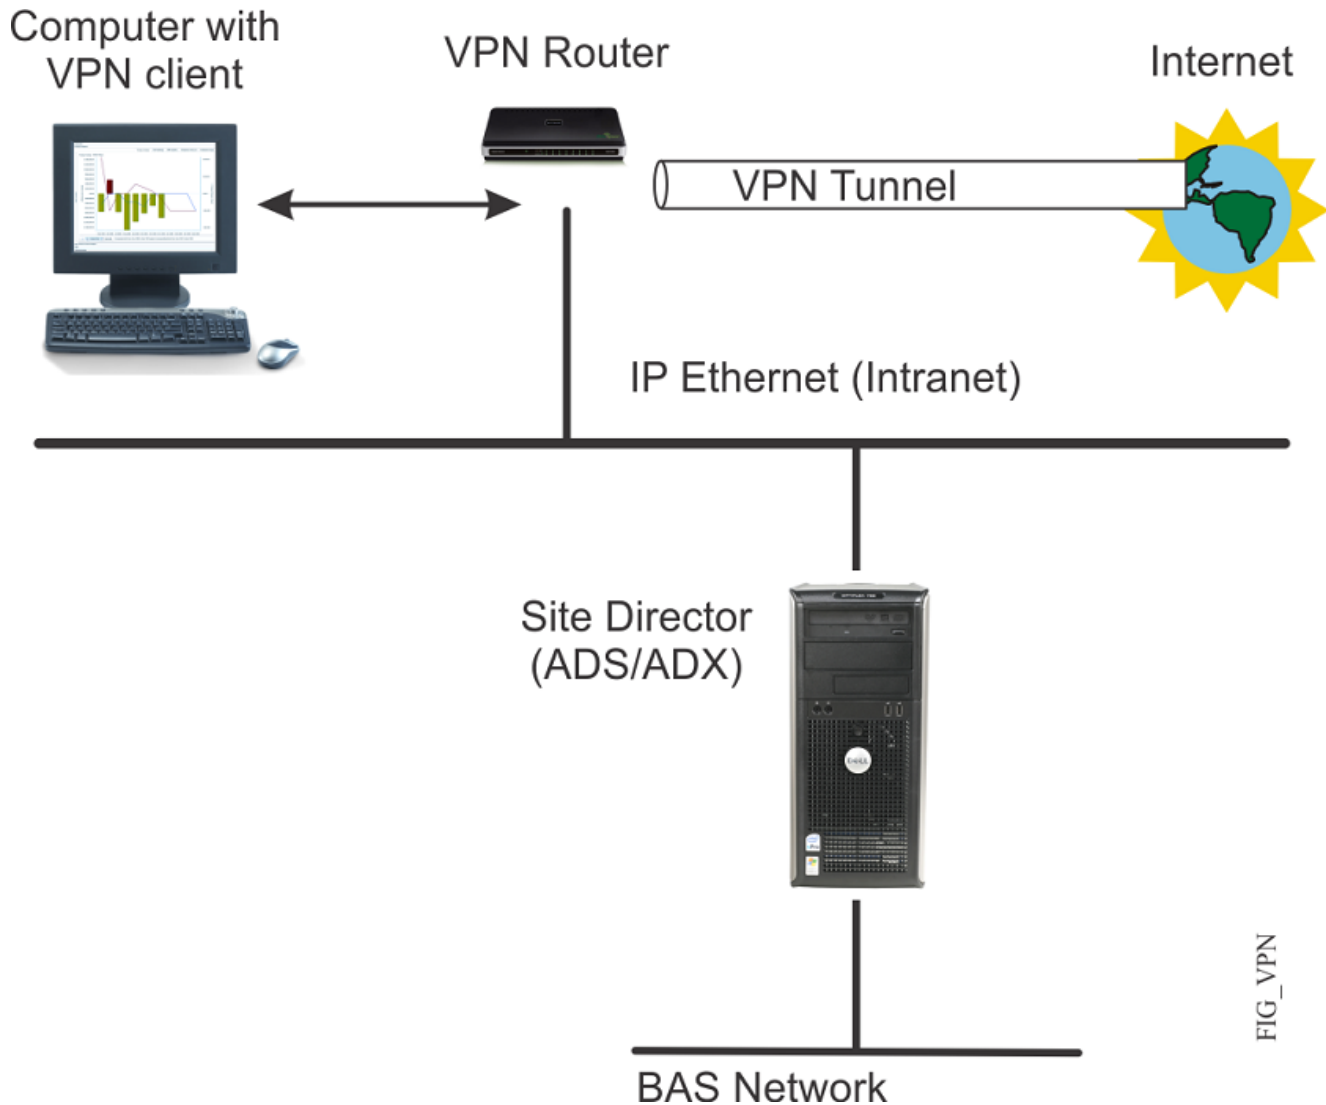 Computer with
VPN client
VPN Router
Internet
VPN Tunnel
IP Ethernet (Intranet)
Site Director
(ADS/ADX)
DELL
FIG_VPN
BAS Network